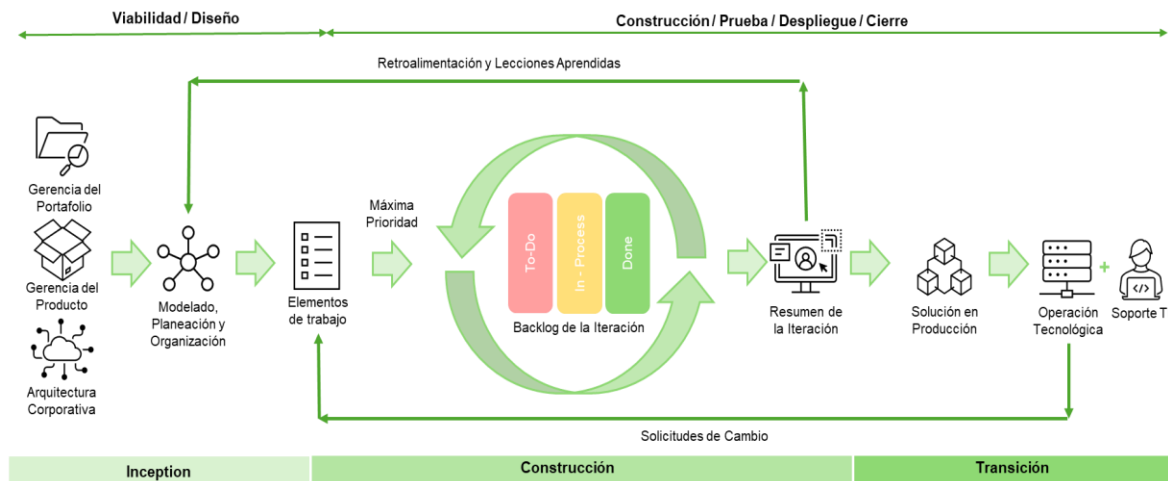 Viabilidad / Diseño
Construcción / Prueba / Despliegue / Cierre
Retroalimentación y Lecciones Aprendidas
Gerencia del
Portafolio
Gerencia del
Producto
Arquitectura
Corporativa
Modelado,
Planeación y
Organización
Elementos
de trabajo
Máxima
Prioridad
To-Do
In - Process
Done
Backlog de la Iteración
Resumen de
la Iteración
Solución en
Producción
Operación
Tecnológica
+
Soporte T
Solicitudes de Cambio
Inception
Construcción
Transición